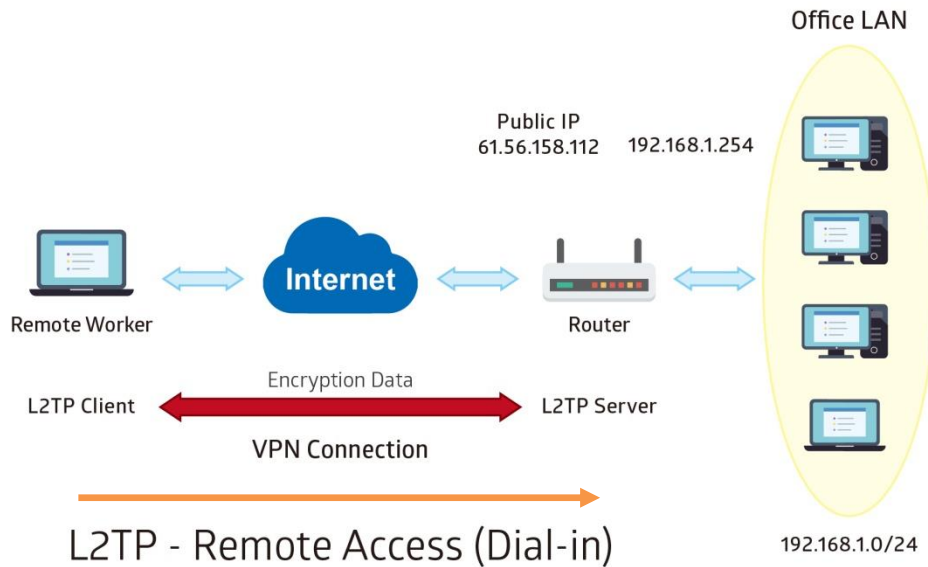 Office LAN
Public IP
61.56.158.112
192.168.1.254
Internet
Remote Worker
Router
Encryption Data
L2TP Client
L2TP Server
VPN Connection
L2TP - Remote Access (Dial-in)
192.168.1.0/24